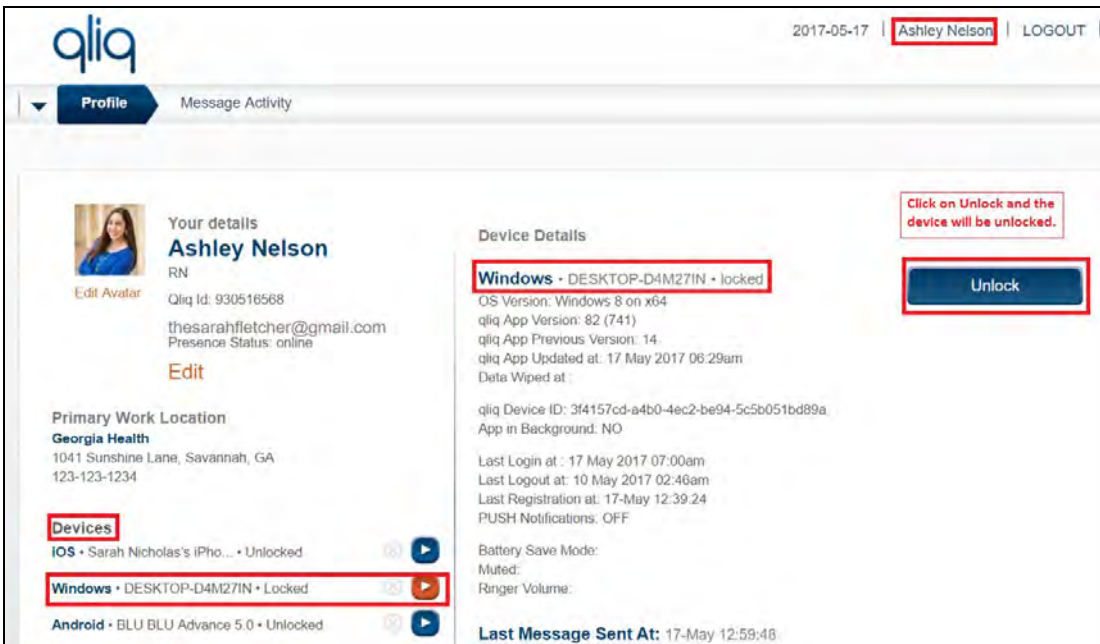 qliq
2017-05-17 | Ashley Nelson | LOGOUT |
Profile
Message Activity
Edit Avatar
Your details
Ashley Nelson
RN
Qliq Id: 930516568
thesarahfletcher@gmail.com
Presence Status: online
Edit
Primary Work Location
Georgia Health
1041 Sunshine Lane, Savannah, GA
123-123-1234
Devices
iOS • Sarah Nicholas's iPho... • Unlocked
Windows • DESKTOP-D4M27IN • Locked
Android • BLU BLU Advance 5.0 • Unlocked
Device Details
Windows • DESKTOP-D4M27IN • locked
OS Version: Windows 8 on x64
qliq App Version: 82 (741)
qliq App Previous Version: 14
qliq App Updated at: 17 May 2017 06:29am
Data Wiped at :
qliq Device ID: 3f4157cd-a4b0-4ec2-be94-5c5b051bd89a
App in Background: NO
Last Login at : 17 May 2017 07:00am
Last Logout at: 10 May 2017 02:46am
Last Registration at: 17-May 12:39:24
PUSH Notifications: OFF
Battery Save Mode:
Muted:
Ringer Volume:
Last Message Sent At: 17-May 12:59:48
Click on Unlock and the
device will be unlocked.
Unlock